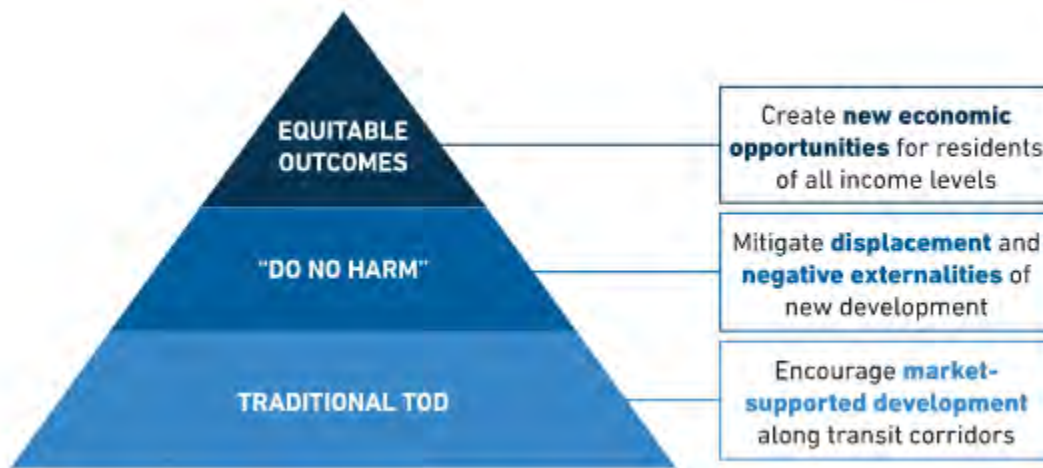 EQUITABLE
OUTCOMES
Create new economic
opportunities for residents
of all income levels
"DO NO HARM"
Mitigate displacement and
negative externalities of
new development
TRADITIONAL TOD
Encourage market-
supported development
along transit corridors